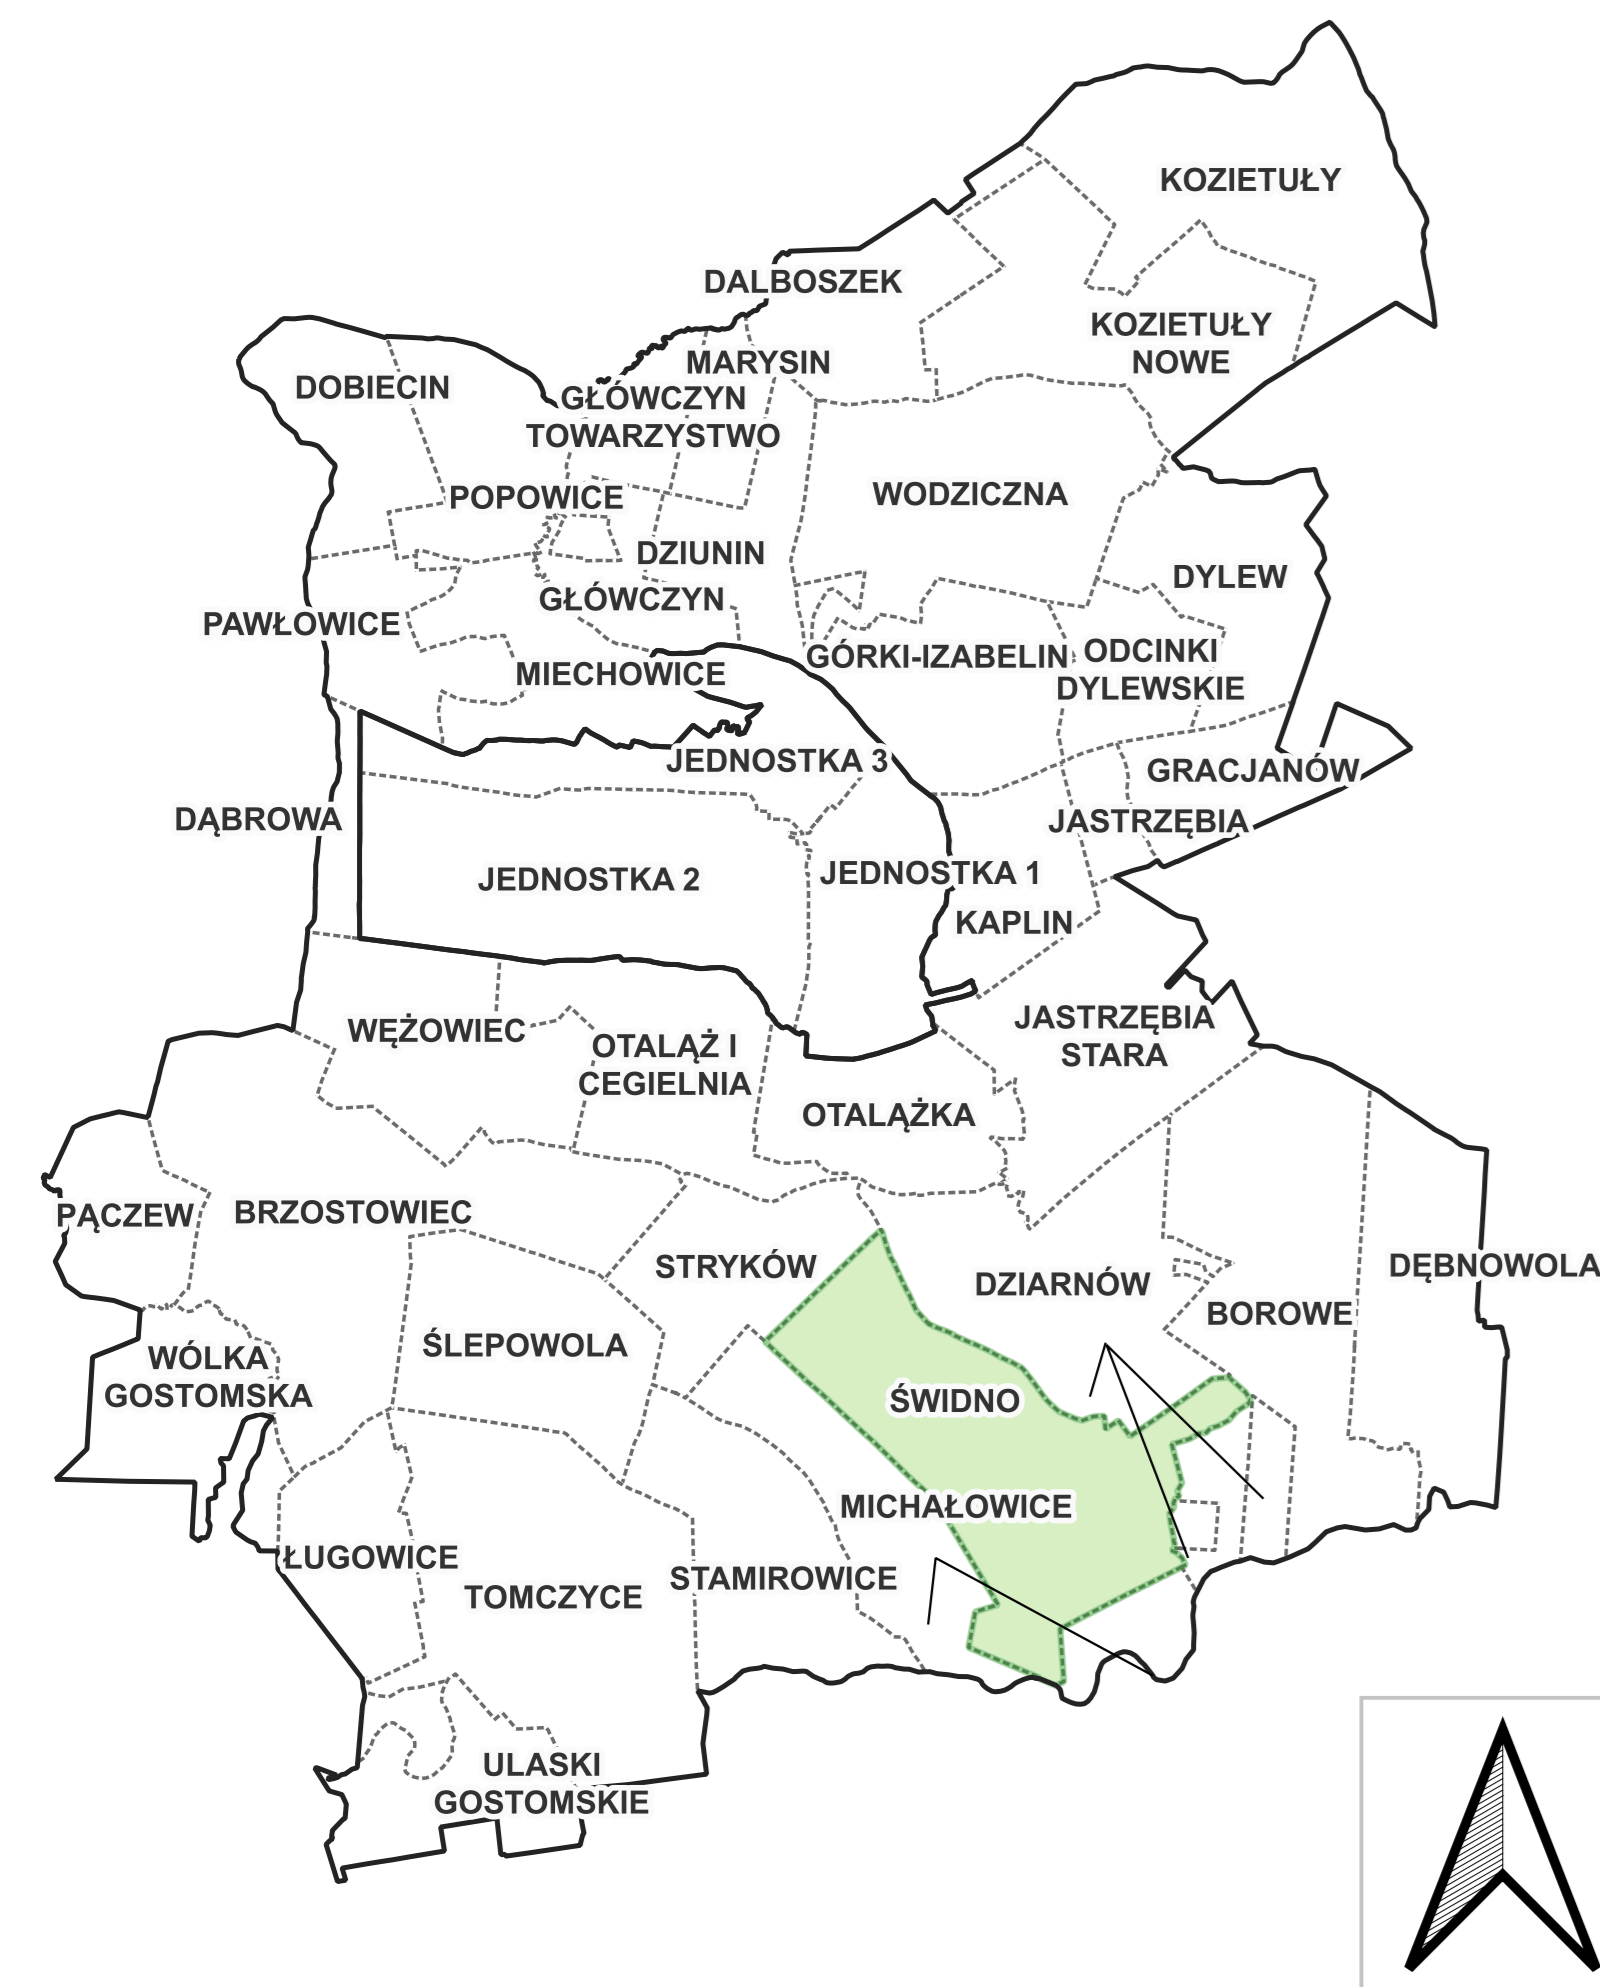 KOZIETUŁY
DALBOSZEK
KOZIETUŁY
NOWE
MARYSIN
DOBIECIN
GŁÓWCZYN
TOWARZYSTWO
POPOWICE
WODZICZNA
DZIUNIN
DYLEW
GŁÓWCZYN
PAWŁOWICE
GÓRKI-IZABELIN
ODCINKI
DYLEWSKIE
MIECHOWICE
JEDNOSTKA 3
GRACJANÓW
DĄBROWA
JASTRZĘBIA
JEDNOSTKA 2
JEDNOSTKA 1
KAPLIN
JASTRZĘBIA
STARA
WĘŻOWIEC
OTALĄŻ I
CEGIELNIA
OTALĄŻKA
PĄCZEW
BRZOSTOWIEC
STRYKÓW
DZIARNÓW
DĘBNOWOLA
BOROWE
ŚLEPOWOLA
WÓLKA
GOSTOMSKA
ŚWIDNO
MICHAŁOWICE
ŁUGOWICE
STAMIROWICE
TOMCZYCE
ULASKI
GOSTOMSKIE